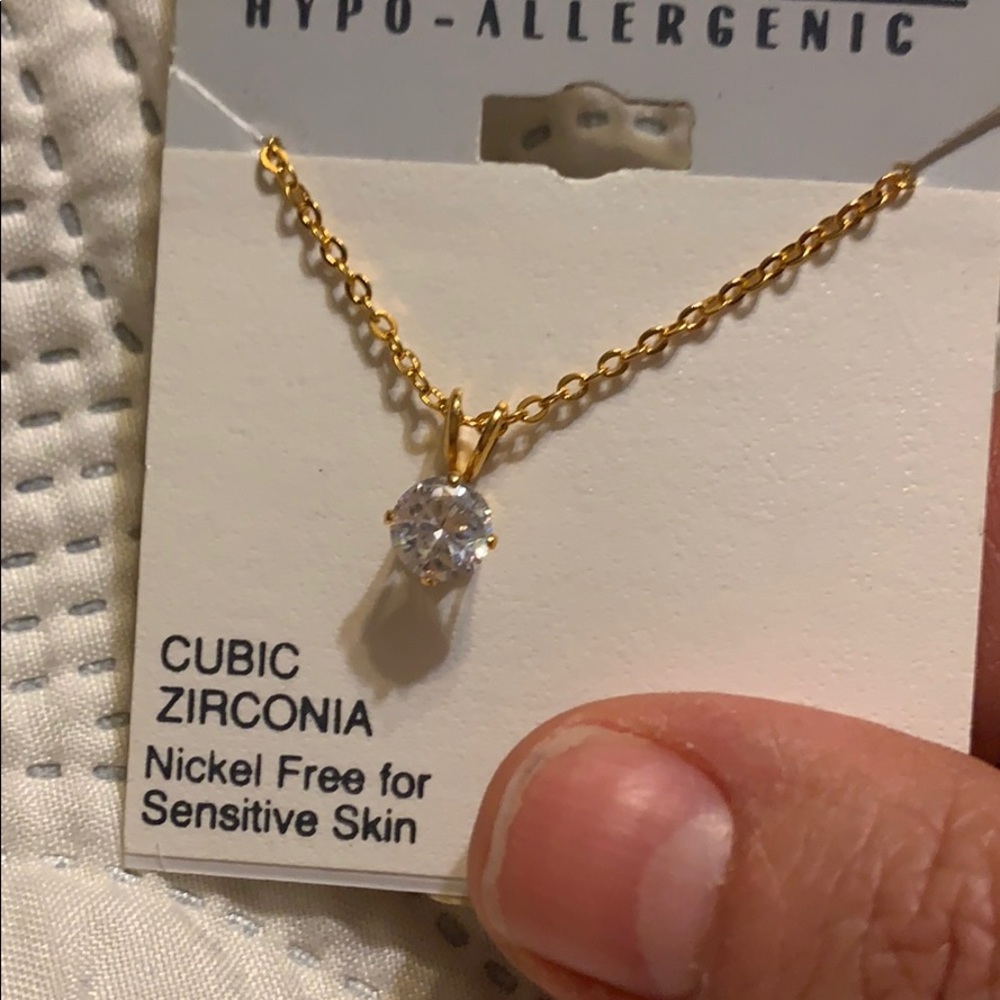 HYPO-ALLERGENIC
CUBIC
ZIRCONIA
Nickel Free for
Sensitive Skin